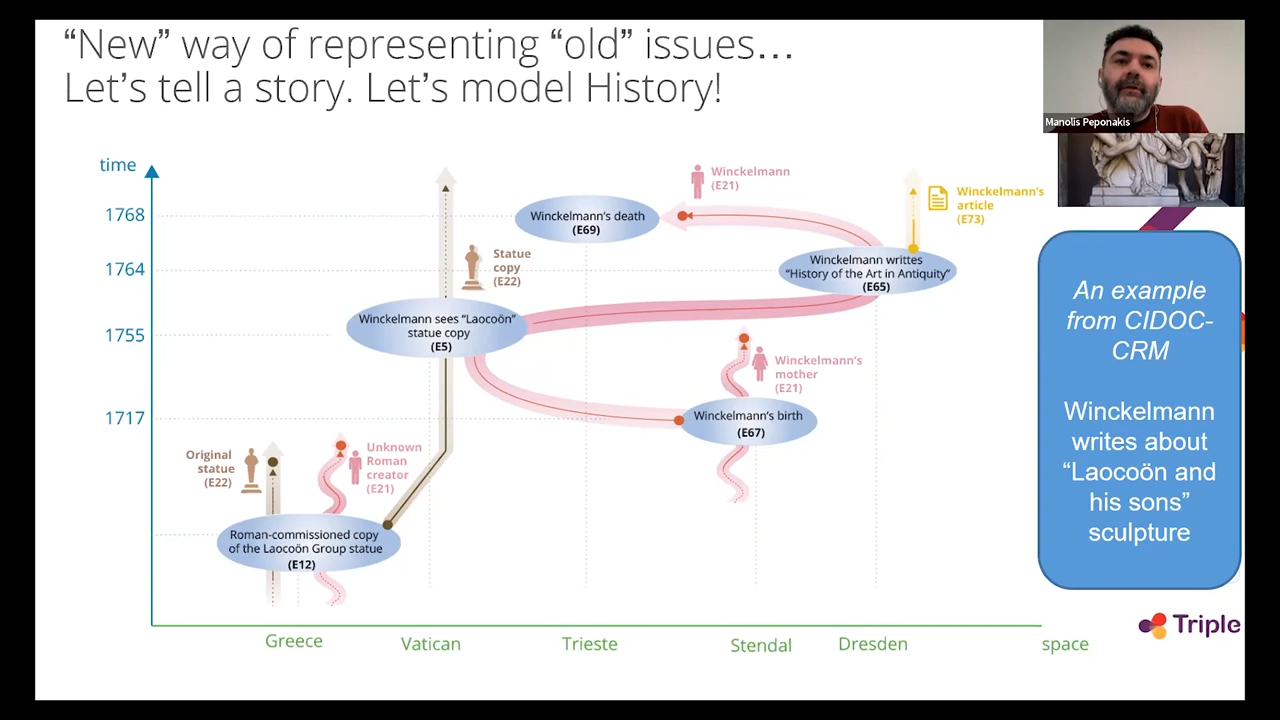 “New” way of representing “old” issues…
Let’s tell a story. Let’s model History!
Manolis Peponakis
time
1768
1764
1755
1717
Winckelmann
(E21)
Winckelmann’s
article
(E73)
Winckelmann’s death
(E69)
Statue
copy
(E22)
Winckelmann writtes
“History of the Art in Antiquity”
(E65)
Winckelmann sees “Laocoön”
statue copy
(E5)
Winckelmann’s
mother
(E21)
Winckelmann’s birth
(E67)
Original
statue
(E22)
Unknown
Roman
creator
(E21)
Roman-commissioned copy
of the Laocoön Group statue
(E12)
Greece
Vatican
Trieste
Stendal
Dresden
space
An example
from CIDOC-
CRM
Winckelmann
writes about
“Laocoön and
his sons”
sculpture
Triple